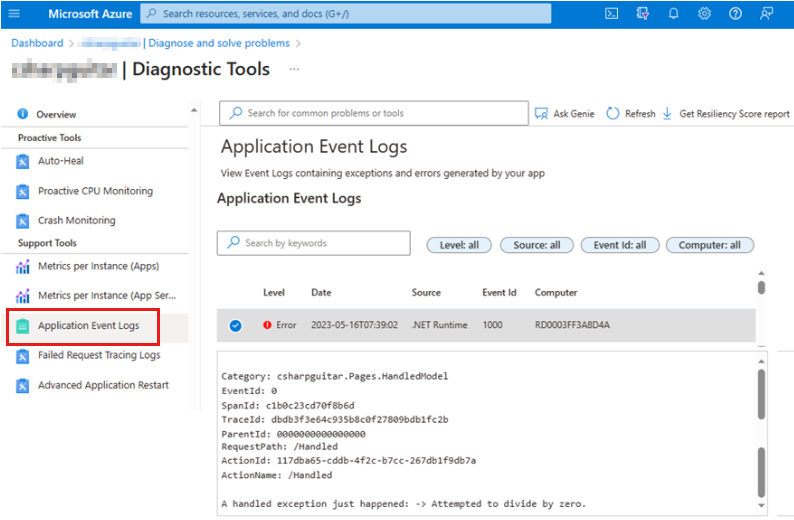 Microsoft Azure
Search resources, services, and docs (G+/)
Dashboard > | Diagnose and solve problems >
| Diagnostic Tools ...
Overview
Proactive Tools
Auto-Heal
Proactive CPU Monitoring
Crash Monitoring
Support Tools
Metrics per Instance (Apps)
Metrics per Instance (App Ser...
Application Event Logs
Failed Request Tracing Logs
Advanced Application Restart
Search for common problems or tools
Ask Genie
Refresh
Get Resiliency Score report
Application Event Logs
View Event Logs containing exceptions and errors generated by your app
Application Event Logs
Search by keywords
Level: all
Source: all
Event Id: all
Computer: all
Level Date Source Event Id Computer
Error 2023-05-16T07:39:02 .NET Runtime 1000 RD0003FF3A8D4A
Category: csharpguitar.Pages.HandledModel
EventId: 0
SpanId: c1b0c23cd70f8b6d
TraceId: dbdb3f3e64c935b8c0f27809bdb1fc2b
ParentId: 0000000000000000
RequestPath: /Handled
ActionId: 117dba65-cddb-4f2c-b7cc-267db1f9db7a
ActionName: /Handled
A handled exception just happened: -> Attempted to divide by zero.